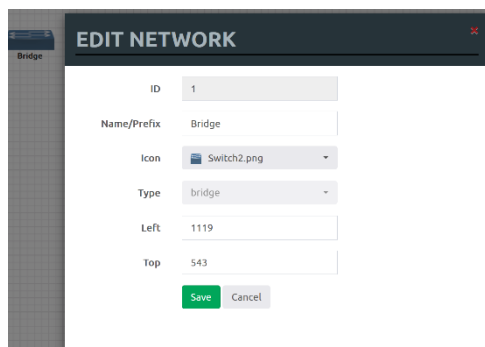 EDIT NETWORK
Bridge
ID 1
Name/Prefix Bridge
Icon Switch2.png
Type bridge
Left 1119
Top 543
Save Cancel